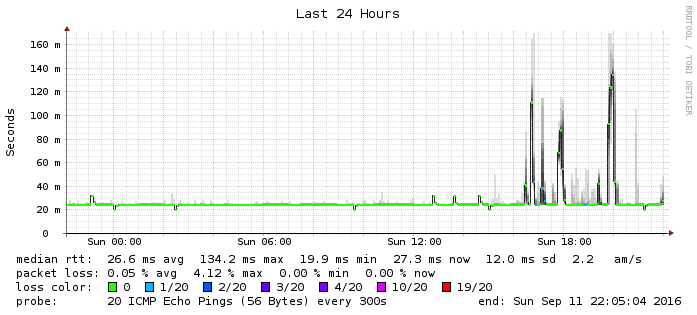 Last 24 Hours
RRDTOOL / TOBI OETIKER
Seconds
160 m
140 m
120 m
100 m
80 m
60 m
40 m
20 m
0
Sun 00:00 Sun 06:00 Sun 12:00 Sun 18:00
median rtt: 26.6 ms avg 134.2 ms max 19.9 ms min 27.3 ms now 12.0 ms sd 2.2 am/s
packet loss: 0.05 % avg 4.12 % max 0.00 % min 0.00 % now
loss color: 0 1/20 2/20 3/20 4/20 10/20 19/20
probe: 20 ICMP Echo Pings (56 Bytes) every 300s end: Sun Sep 11 22:05:04 2016